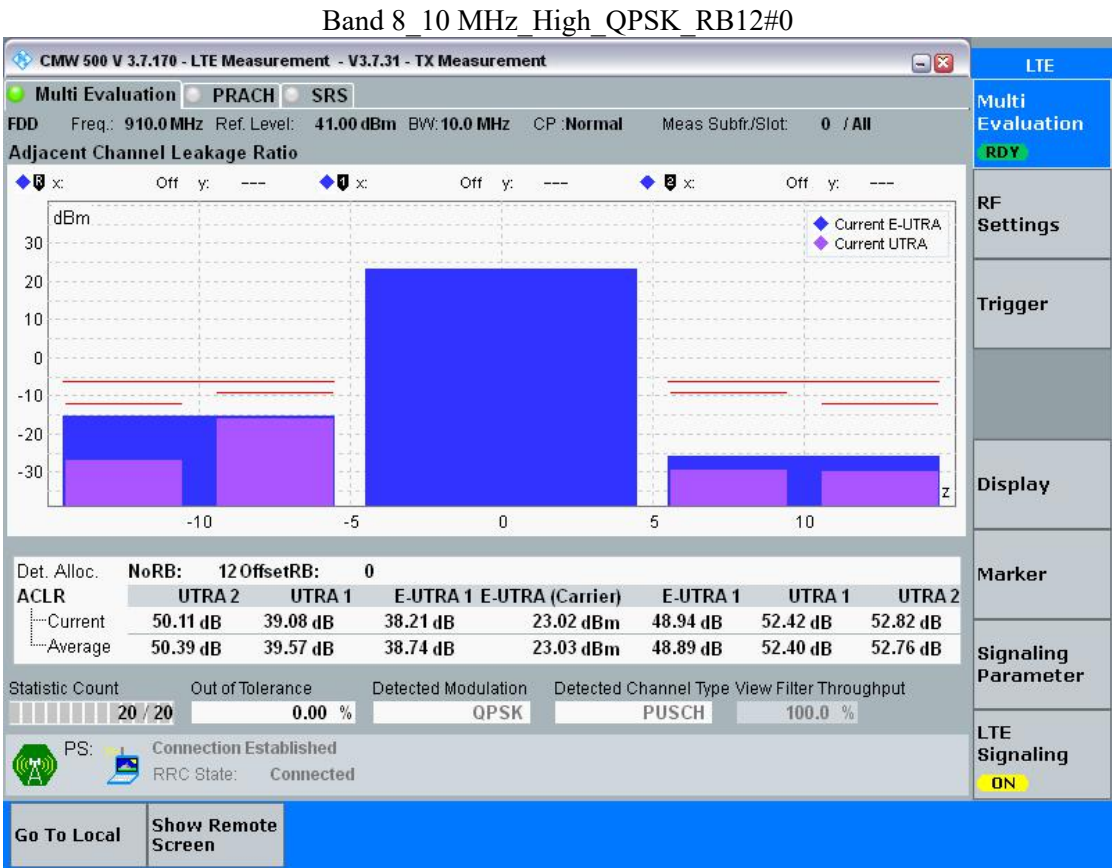 Band 8_10 MHz_High_QPSK_RB12#0
CMW 500 V 3.7.170 - LTE Measurement - V3.7.31 - TX Measurement
LTE
Multi Evaluation PRACH SRS
FDD Freq.: 910.0 MHz Ref. Level: 41.00 dBm BW: 10.0 MHz CP :Normal Meas Subfr./Slot: 0 / All
Adjacent Channel Leakage Ratio
R x: Off y: --- 1 x: Off y: --- 2 x: Off y: ---
dBm
Current E-UTRA
Current UTRA
30
20
10
0
-10
-20
-30
z
-10 -5 0 5 10
Det. Alloc. NoRB: 12 OffsetRB: 0
ACLR UTRA 2 UTRA 1 E-UTRA 1 E-UTRA (Carrier) E-UTRA 1 UTRA 1 UTRA 2
Current 50.11 dB 39.08 dB 38.21 dB 23.02 dBm 48.94 dB 52.42 dB 52.82 dB
Average 50.39 dB 39.57 dB 38.74 dB 23.03 dBm 48.89 dB 52.40 dB 52.76 dB
Statistic Count Out of Tolerance Detected Modulation Detected Channel Type View Filter Throughput
20 / 20 0.00 % QPSK PUSCH 100.0 %
PS: Connection Established
RRC State: Connected
Multi
Evaluation
RDY
RF
Settings
Trigger
Display
Marker
Signaling
Parameter
LTE
Signaling
ON
Go To Local
Show Remote
Screen